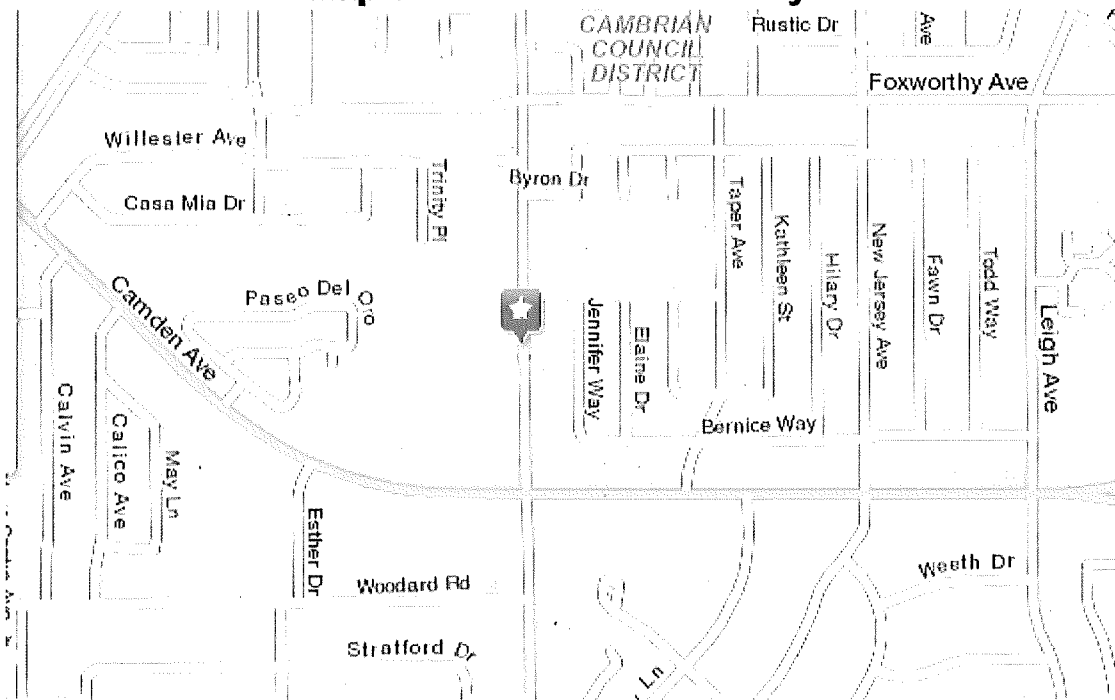 CAMBRIAN
COUNCIL
DISTRICT
Rustic Dr
Ave
Foxworthy Ave
Willester Ave
Trinity Pl
Byron Dr
Casa Mia Dr
Taper Ave
Kathleen St
Hilary Dr
New Jersey Ave
Fawn Dr
Todd Way
Camden Ave
Paseo Del Oro
Jennifer Way
Elaine Dr
Leigh Ave
Bernice Way
Calvin Ave
Calico Ave
May Ln
Esther Dr
Woodard Rd
Weeth Dr
Stratford Dr
Ln